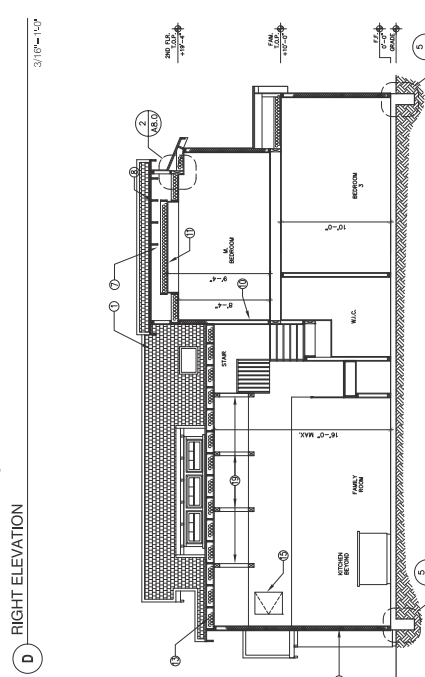 D
RIGHT ELEVATION
3/16"=1'-0"
2ND. FLR.
T.O.P.
+19'-4"
FAM.
T.O.P.
+10'-0"
F.F.
0'-0"
GRADE
5
2
A8.0
8
7
1
11
M.
BEDROOM
9'-4"
8'-4"
10
BEDROOM
3
10'-0"
W.I.C.
STAIR
19
16'-0" MAX.
FAMILY
ROOM
KITCHEN
BEYOND
15
13
5